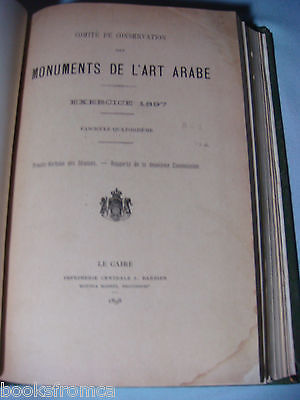 COMITÉ DE CONSERVATION
DES
MONUMENTS DE L'ART ARABE
EXERCICE 1897
FASCICULE QUATORZIÈME
Procès-Verbaux des Séances. — Rapports de la deuxième Commission.
LE CAIRE
IMPRIMERIE CENTRALE J. BARBIER
1898
booksfromca